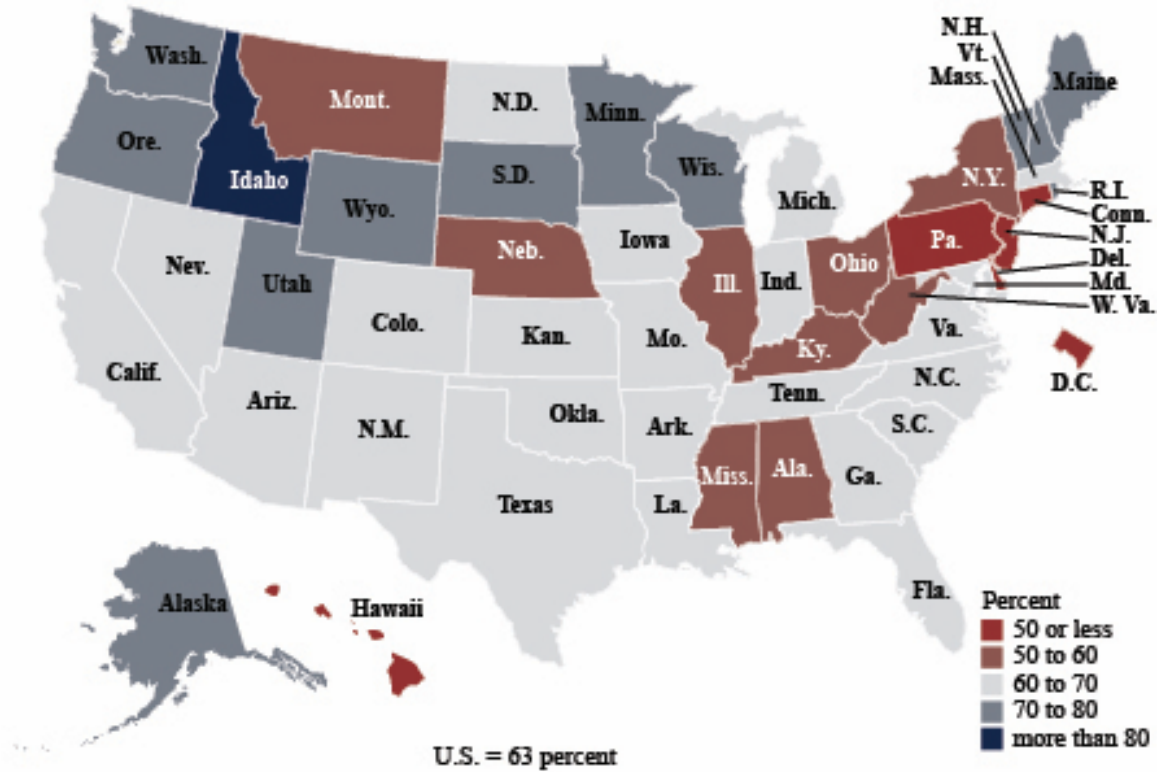 N.H.
Vt.
Mass.
Wash.
Mont.
N.D.
Minn.
Maine
Ore.
Idaho
S.D.
Wis.
N.Y.
Wyo.
Mich.
R.I.
Conn.
Neb.
Iowa
Pa.
N.J.
Nev.
Utah
Ill.
Ind.
Ohio
Del.
Md.
W. Va.
Colo.
Kan.
Mo.
Ky.
Va.
Calif.
D.C.
Ariz.
N.M.
Okla.
Tenn.
N.C.
Ark.
S.C.
Miss.
Ala.
Ga.
Texas
La.
Fla.
Alaska
Hawaii
Percent
50 or less
50 to 60
60 to 70
70 to 80
more than 80
U.S. = 63 percent